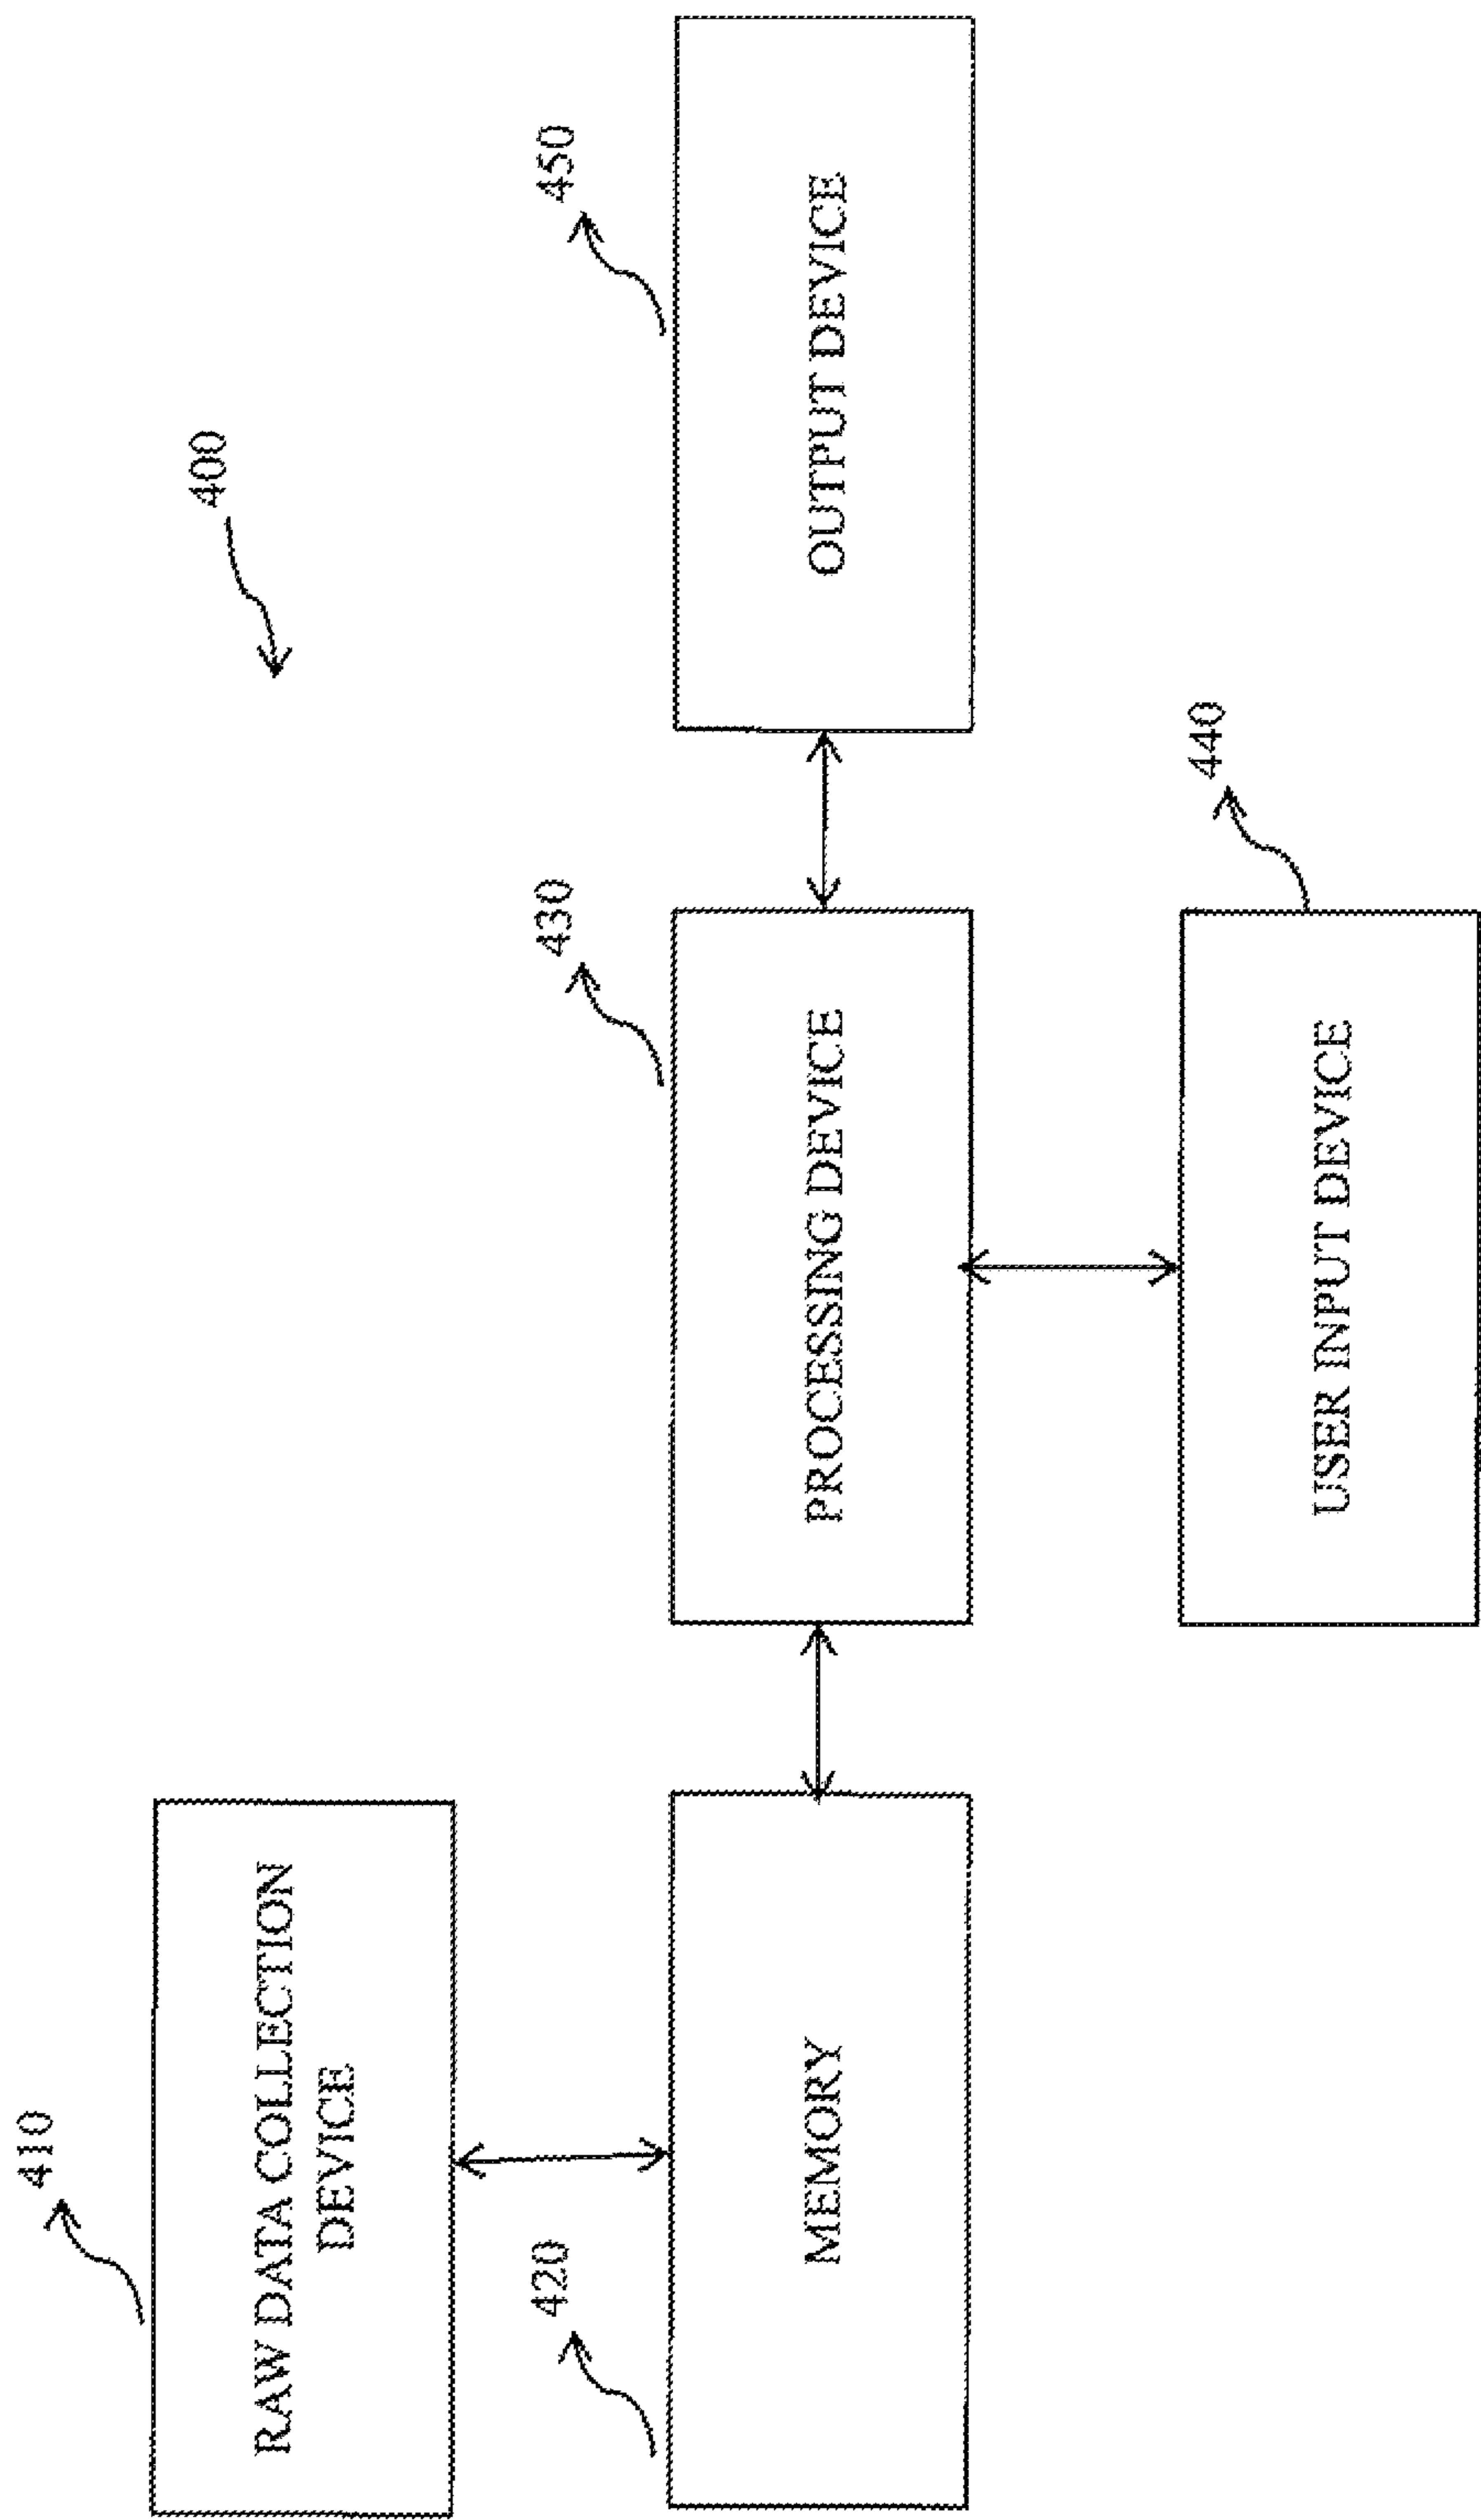 400
410
RAW DATA COLLECTION
DEVICE
420
MEMORY
430
PROCESSING DEVICE
450
OUTPUT DEVICE
440
USER INPUT DEVICE